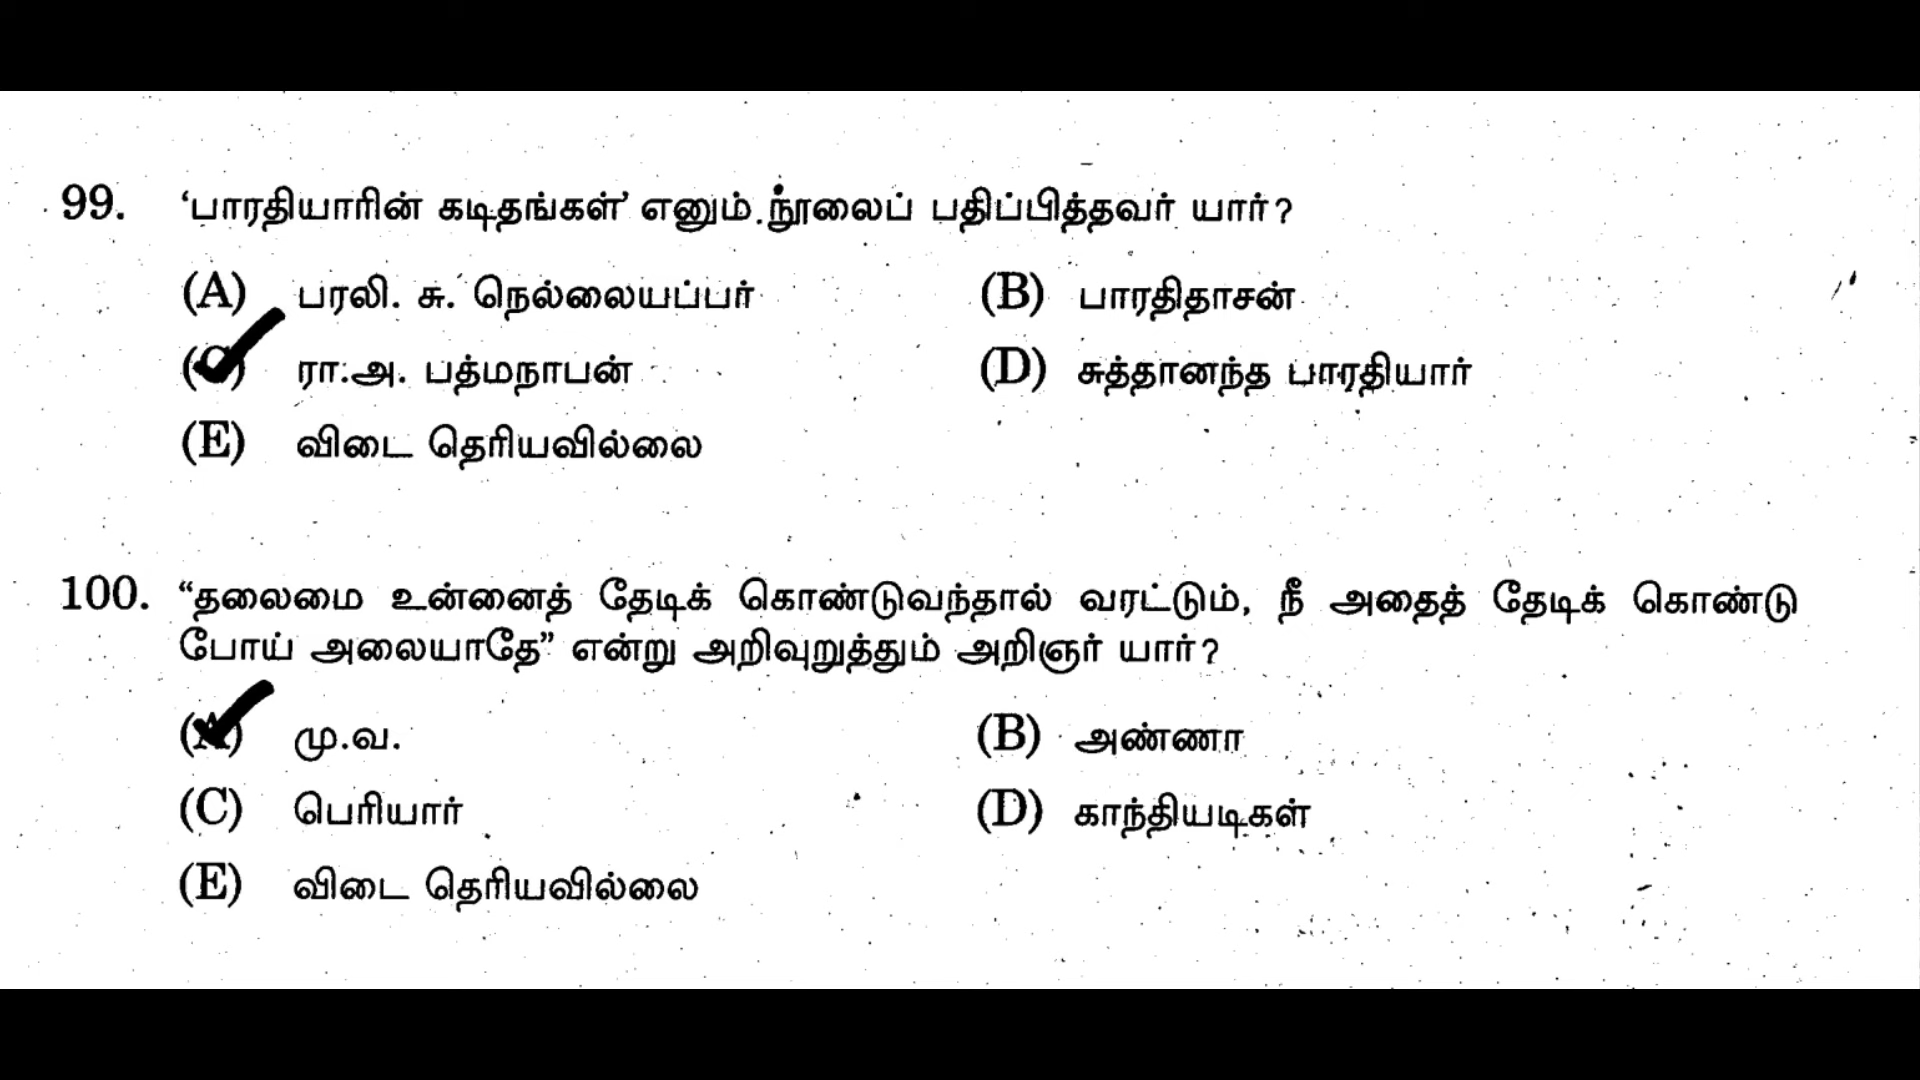 99. ‘பாரதியாரின் கடிதங்கள்’ எனும் நூலைப் பதிப்பித்தவர் யார்?
(A) பரலி. சு. நெல்லையப்பர் (B) பாரதிதாசன்
(C) ரா.அ. பத்மநாபன் (D) சுத்தானந்த பாரதியார்
(E) விடை தெரியவில்லை
100. “தலைமை உன்னைத் தேடிக் கொண்டுவந்தால் வரட்டும், நீ அதைத் தேடிக் கொண்டு
போய் அலையாதே” என்று அறிவுறுத்தும் அறிஞர் யார்?
(A) மு.வ. (B) அண்ணா
(C) பெரியார் (D) காந்தியடிகள்
(E) விடை தெரியவில்லை